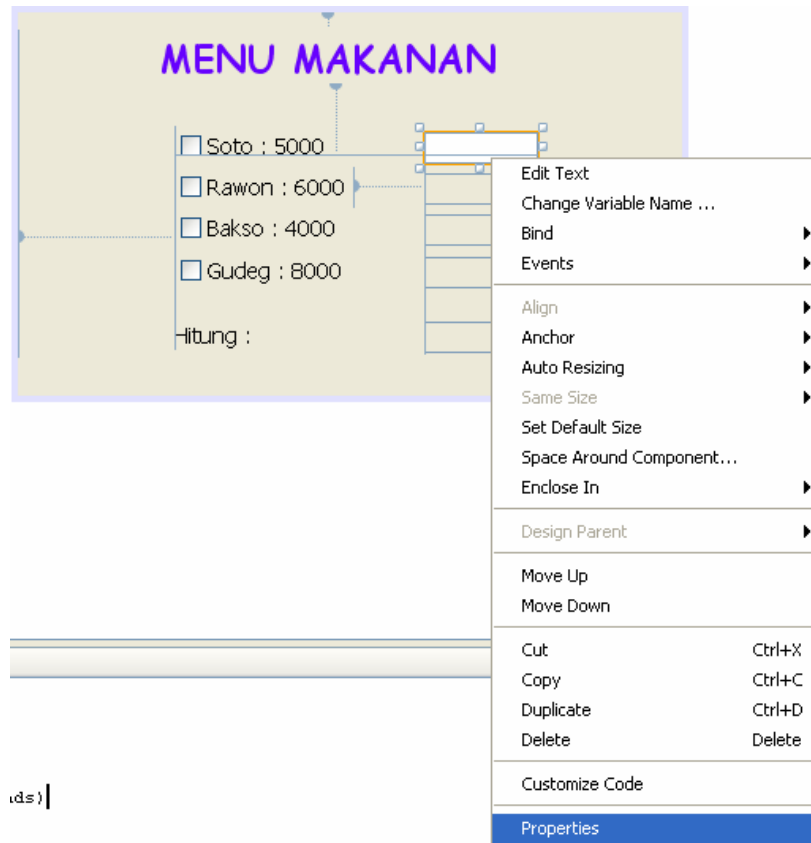 MENU MAKANAN
Soto : 5000
Rawon : 6000
Bakso : 4000
Gudeg : 8000
Hitung :
Edit Text
Change Variable Name ...
Bind
Events
Align
Anchor
Auto Resizing
Same Size
Set Default Size
Space Around Component...
Enclose In
Design Parent
Move Up
Move Down
Cut Ctrl+X
Copy Ctrl+C
Duplicate Ctrl+D
Delete Delete
Customize Code
Properties
ds)